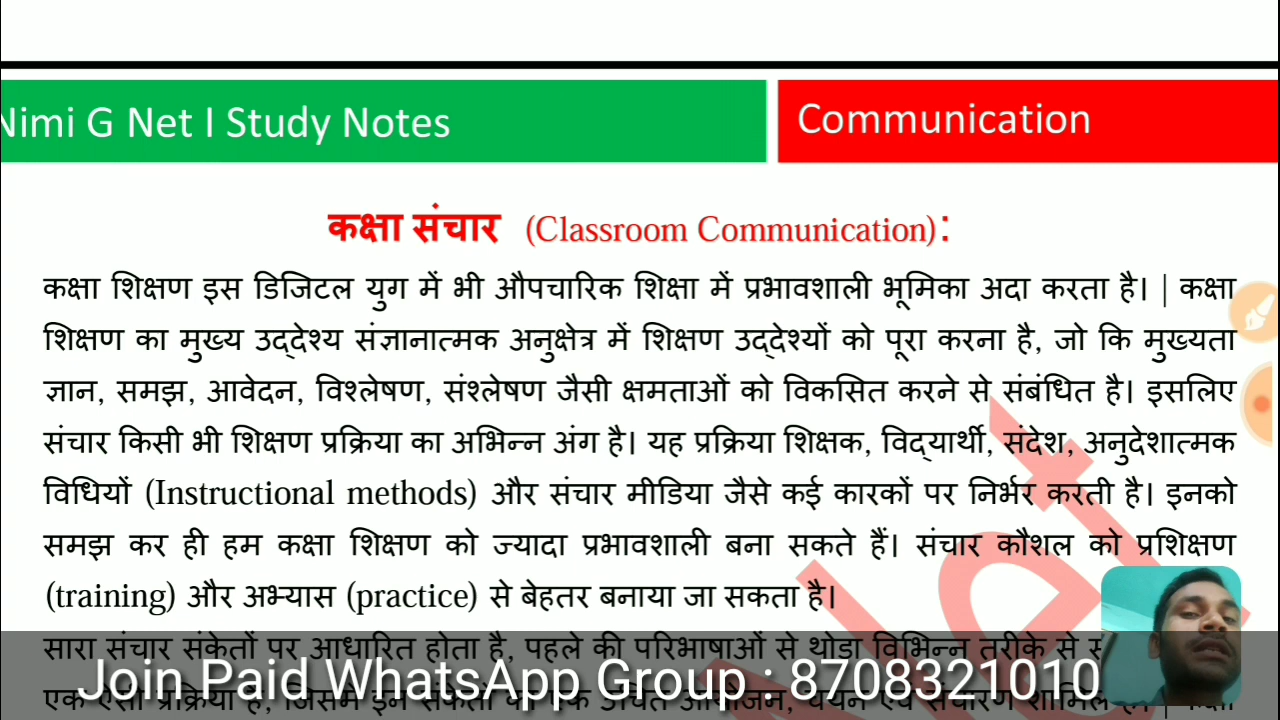 Nimi G Net I Study Notes
Communication
कक्षा संचार (Classroom Communication):
कक्षा शिक्षण इस डिजिटल युग में भी औपचारिक शिक्षा में प्रभावशाली भूमिका अदा करता है। | कक्षा
शिक्षण का मुख्य उद्देश्य संज्ञानात्मक अनुक्षेत्र में शिक्षण उद्देश्यों को पूरा करना है, जो कि मुख्यता
ज्ञान, समझ, आवेदन, विश्लेषण, संश्लेषण जैसी क्षमताओं को विकसित करने से संबंधित है। इसलिए
संचार किसी भी शिक्षण प्रक्रिया का अभिन्न अंग है। यह प्रक्रिया शिक्षक, विद्यार्थी, संदेश, अनुदेशात्मक
विधियों (Instructional methods) और संचार मीडिया जैसे कई कारकों पर निर्भर करती है। इनको
समझ कर ही हम कक्षा शिक्षण को ज्यादा प्रभावशाली बना सकते हैं। संचार कौशल को प्रशिक्षण
(training) और अभ्यास (practice) से बेहतर बनाया जा सकता है।
सारा संचार संकेतों पर आधारित होता है, पहले की परिभाषाओं से थोड़ा विभिन्न तरीके से
Join Paid WhatsApp Group : 8708321010
Net